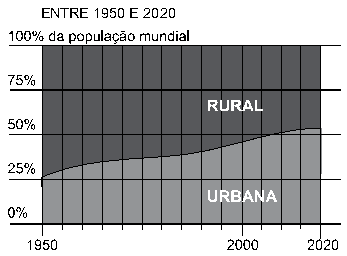 ENTRE 1950 E 2020
100% da população mundial
75%
RURAL
50%
25%
URBANA
0%
1950 2000 2020